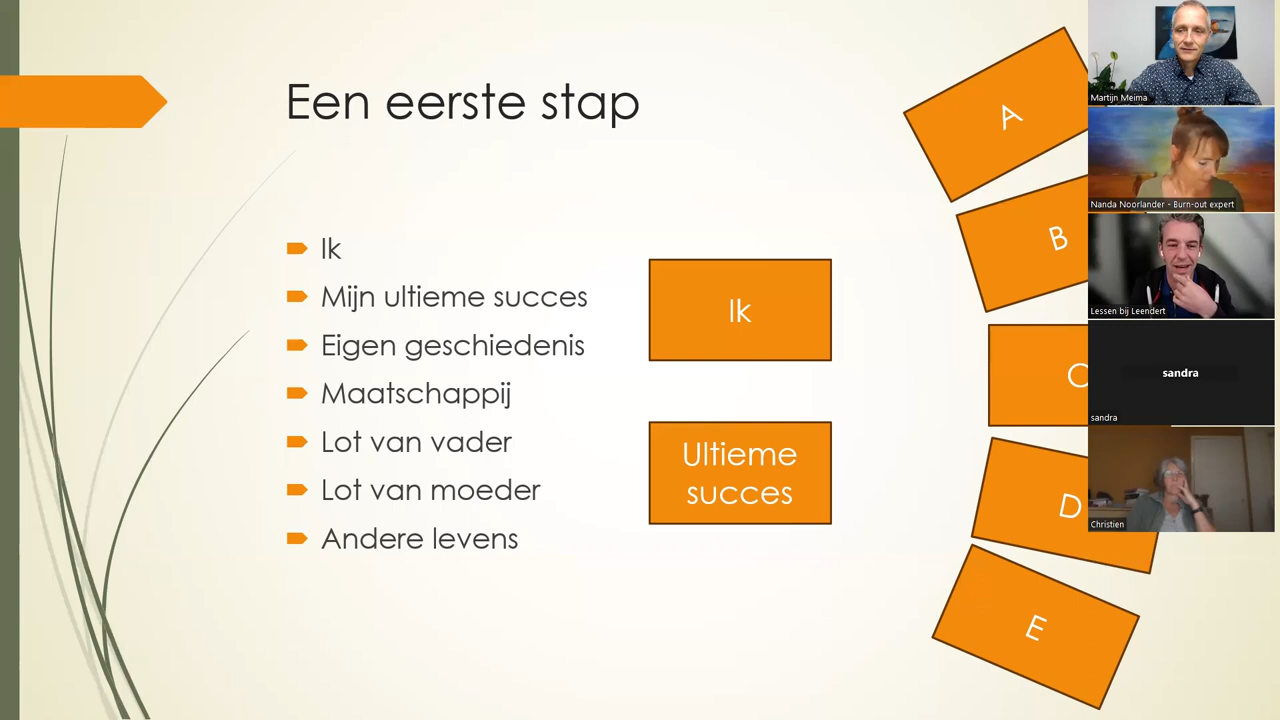 Een eerste stap
Ik
Mijn ultieme succes
Eigen geschiedenis
Maatschappij
Lot van vader
Lot van moeder
Andere levens
Ik
Ultieme
succes
A
B
C
D
E
Martijn Meima
Nanda Noorlander - Burn-out expert
Lessen bij Leendert
sandra
sandra
Christien